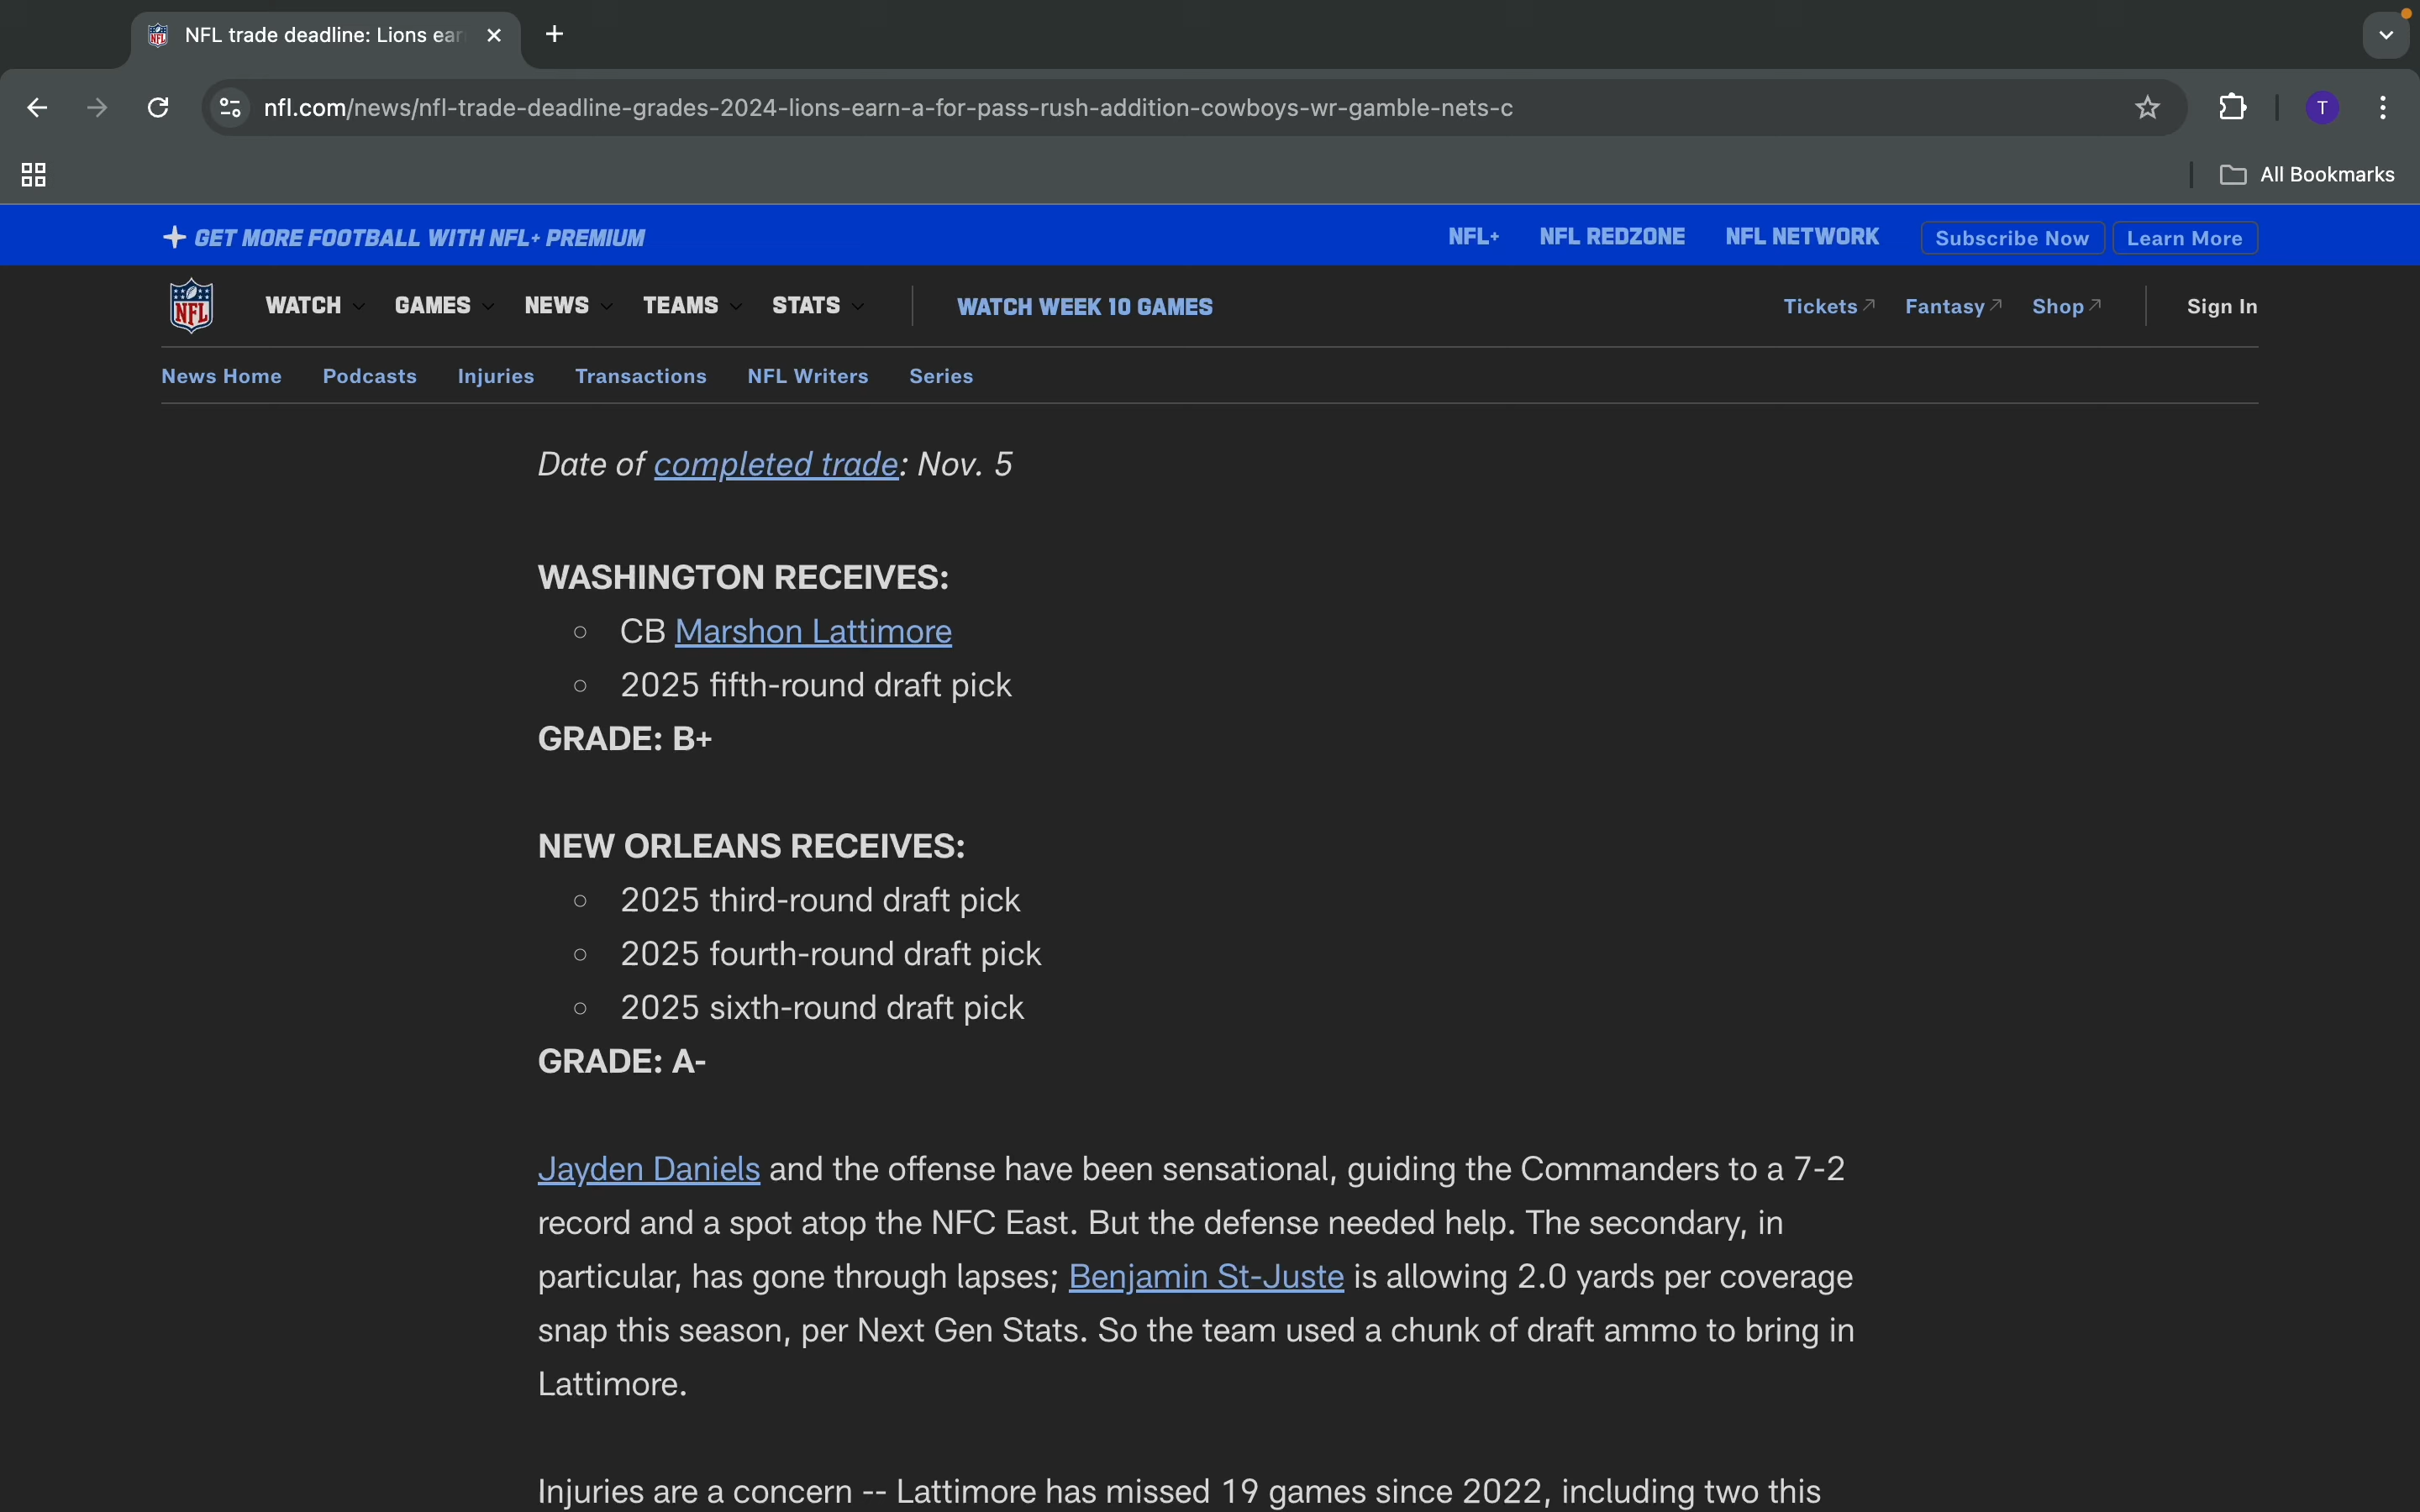 NFL trade deadline: Lions ear
nfl.com/news/nfl-trade-deadline-grades-2024-lions-earn-a-for-pass-rush-addition-cowboys-wr-gamble-nets-c
T
All Bookmarks
GET MORE FOOTBALL WITH NFL+ PREMIUM
NFL+ NFL REDZONE NFL NETWORK Subscribe Now Learn More
NFL WATCH GAMES NEWS TEAMS STATS WATCH WEEK 10 GAMES Tickets Fantasy Shop Sign In
News Home Podcasts Injuries Transactions NFL Writers Series
Date of completed trade: Nov. 5
WASHINGTON RECEIVES:
CB Marshon Lattimore
2025 fifth-round draft pick
GRADE: B+
NEW ORLEANS RECEIVES:
2025 third-round draft pick
2025 fourth-round draft pick
2025 sixth-round draft pick
GRADE: A-
Jayden Daniels and the offense have been sensational, guiding the Commanders to a 7-2
record and a spot atop the NFC East. But the defense needed help. The secondary, in
particular, has gone through lapses; Benjamin St-Juste is allowing 2.0 yards per coverage
snap this season, per Next Gen Stats. So the team used a chunk of draft ammo to bring in
Lattimore.
Injuries are a concern -- Lattimore has missed 19 games since 2022, including two this